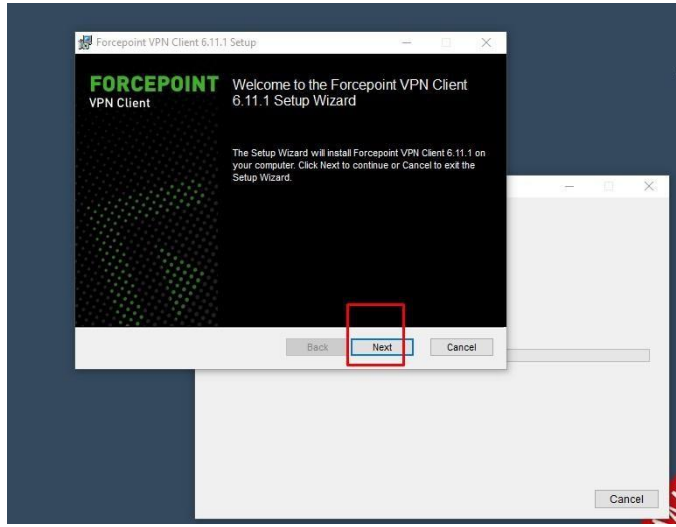 Forcepoint VPN Client 6.11.1 Setup
FORCEPOINT
VPN Client
Welcome to the Forcepoint VPN Client
6.11.1 Setup Wizard
The Setup Wizard will install Forcepoint VPN Client 6.11.1 on
your computer. Click Next to continue or Cancel to exit the
Setup Wizard.
Back Next Cancel
Cancel